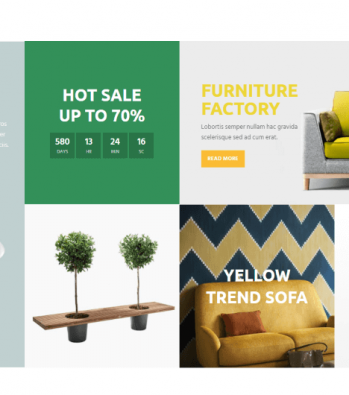 HOT SALE
UP TO 70%
580 13 24 16
DAYS HR MIN SC
FURNITURE
FACTORY
Lobortis semper nullam hac gravida
scelerisque sed ad cum erat.
READ MORE
YELLOW
TREND SOFA